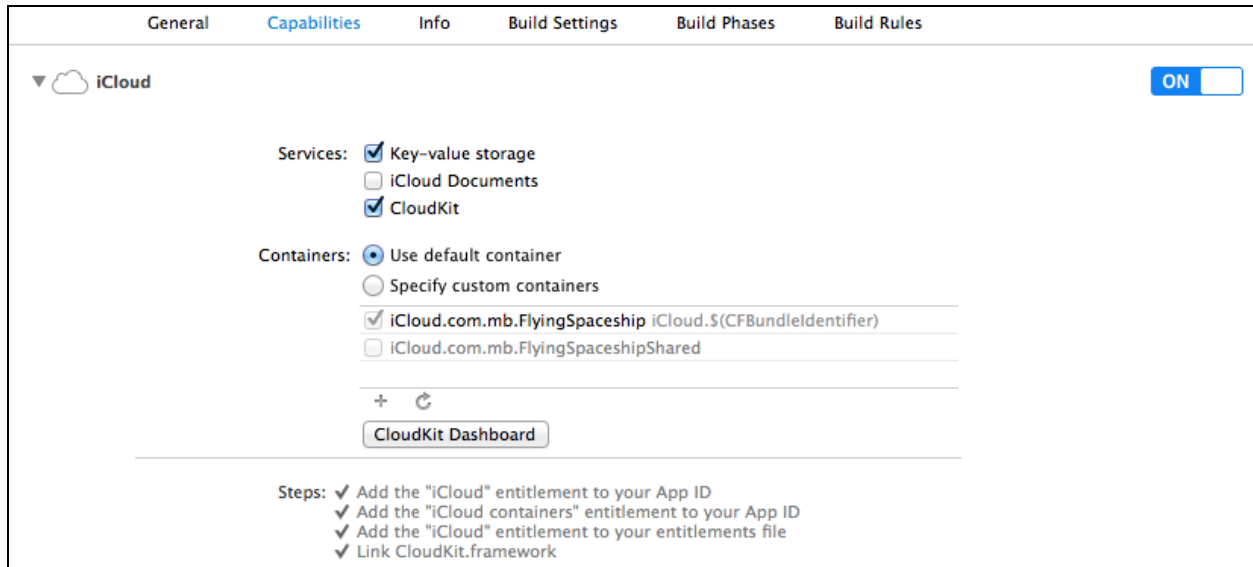 General Capabilities Info Build Settings Build Phases Build Rules
iCloud ON
Services: Key-value storage
iCloud Documents
CloudKit
Containers: Use default container
Specify custom containers
iCloud.com.mb.FlyingSpaceship iCloud.$(CFBundleIdentifier)
iCloud.com.mb.FlyingSpaceshipShared
CloudKit Dashboard
Steps: ✔ Add the "iCloud" entitlement to your App ID
✔ Add the "iCloud containers" entitlement to your App ID
✔ Add the "iCloud" entitlement to your entitlements file
✔ Link CloudKit.framework